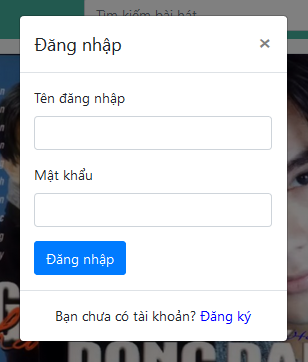 Tìm kiếm bài hát
Đăng nhập
×
Tên đăng nhập
Mật khẩu
Đăng nhập
Bạn chưa có tài khoản? Đăng ký